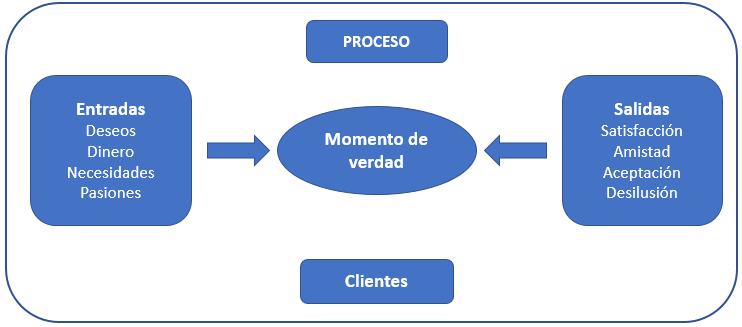 PROCESO
Entradas
Deseos
Dinero
Necesidades
Pasiones
Momento de
verdad
Salidas
Satisfacción
Amistad
Aceptación
Desilusión
Clientes